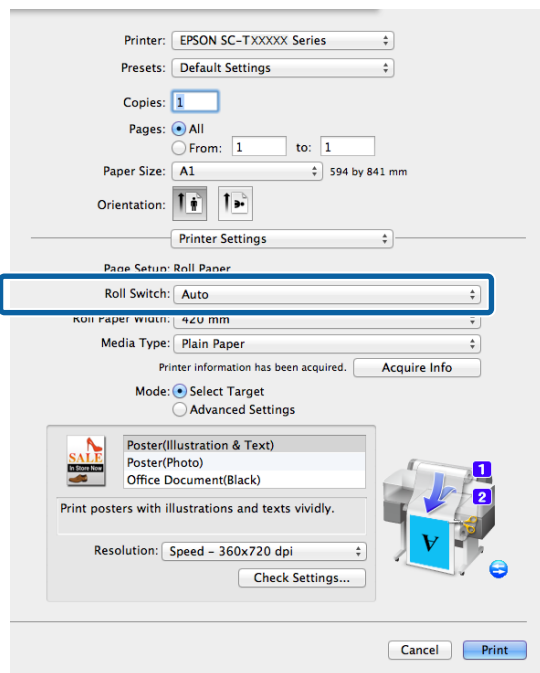 Printer: EPSON SC-TXXXXX Series
Presets: Default Settings
Copies: 1
Pages: All
From: 1 to: 1
Paper Size: A1 594 by 841 mm
Orientation:
Printer Settings
Page Setup: Roll Paper
Roll Switch: Auto
Roll Paper Width: 420 mm
Media Type: Plain Paper
Printer information has been acquired. Acquire Info
Mode: Select Target
Advanced Settings
SALE
In Store Now
Poster(Illustration & Text)
Poster(Photo)
Office Document(Black)
1
2
A
Print posters with illustrations and texts vividly.
Resolution: Speed – 360x720 dpi
Check Settings...
Cancel Print